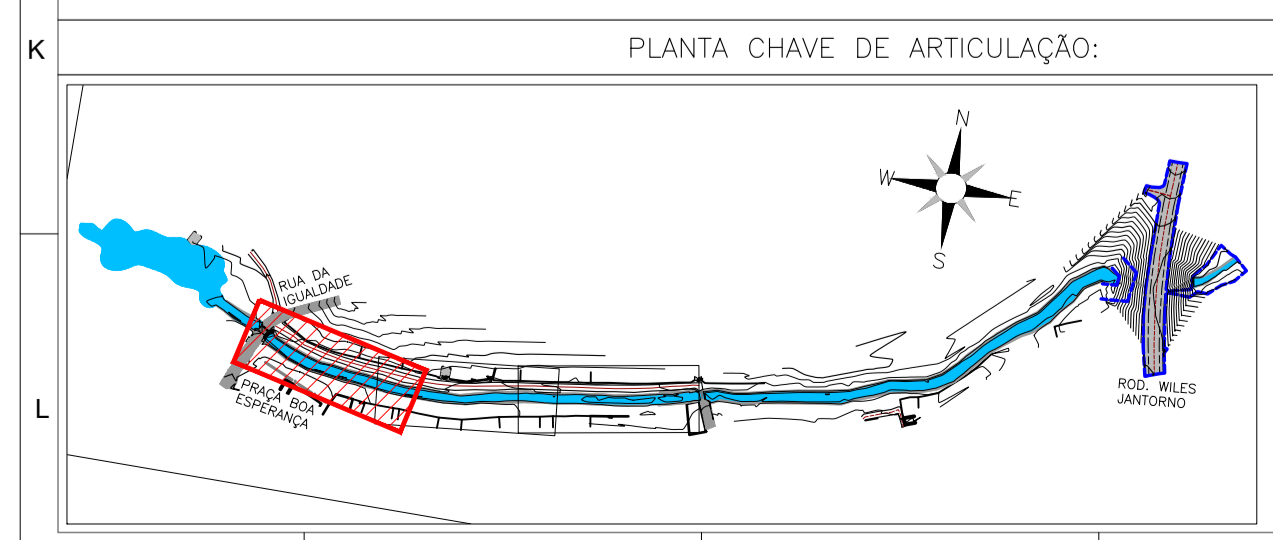 K
PLANTA CHAVE DE ARTICULAÇÃO:
N
W
E
S
RUA DA
IGUALDADE
PRAÇA BOA
ESPERANÇA
ROD. WILES
JANTORNO
L